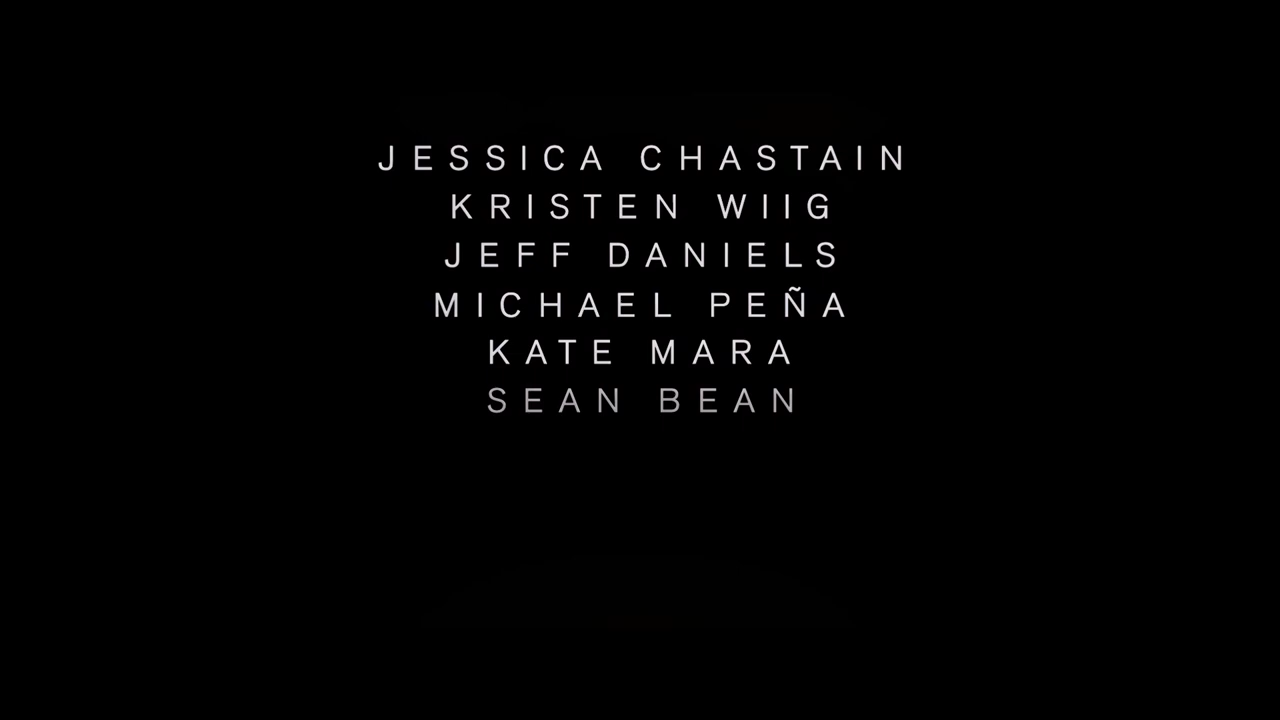 JESSICA CHASTAIN
KRISTEN WIIG
JEFF DANIELS
MICHAEL PEÑA
KATE MARA
SEAN BEAN